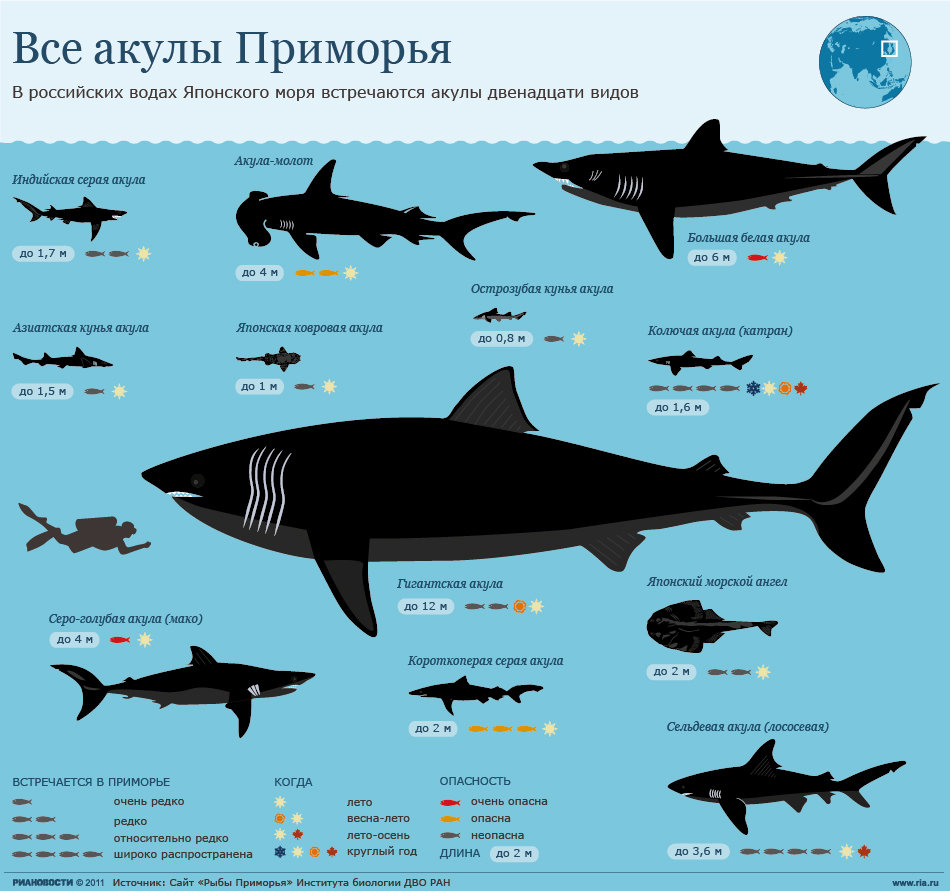 Все акулы Приморья
В российских водах Японского моря встречаются акулы двенадцати видов
Индийская серая акула
до 1,7 м
Акула-молот
до 4 м
Большая белая акула
до 6 м
Острозубая кунья акула
до 0,8 м
Азиатская кунья акула
до 1,5 м
Японская ковровая акула
до 1 м
Колючая акула (катран)
до 1,6 м
Гигантская акула
до 12 м
Японский морской ангел
до 2 м
Серо-голубая акула (мако)
до 4 м
Короткоперая серая акула
до 2 м
Сельдевая акула (лососевая)
до 3,6 м
ВСТРЕЧАЕТСЯ В ПРИМОРЬЕ
очень редко
редко
относительно редко
широко распространена
КОГДА
лето
весна-лето
лето-осень
круглый год
ОПАСНОСТЬ
очень опасна
опасна
неопасна
ДЛИНА до 2 м
РИАНОВОСТИ © 2011 Источник: Сайт «Рыбы Приморья» Института биологии ДВО РАН www.ria.ru